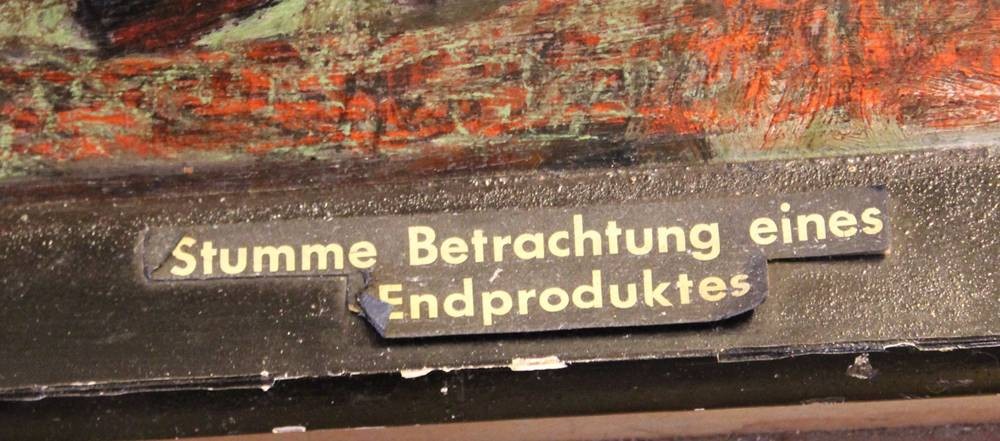 Stumme Betrachtung eines
Endproduktes